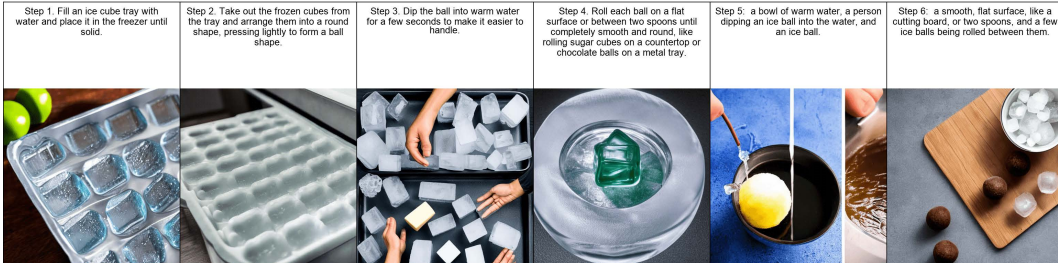 Step 1. Fill an ice cube tray with
water and place it in the freezer until
solid.
Step 2. Take out the frozen cubes from
the tray and arrange them into a round
shape, pressing lightly to form a ball
shape.
Step 3. Dip the ball into warm water
for a few seconds to make it easier to
handle.
Step 4. Roll each ball on a flat
surface or between two spoons until
completely smooth and round, like
rolling sugar cubes on a countertop or
chocolate balls on a metal tray.
Step 5:  a bowl of warm water, a person
dipping an ice ball into the water, and
an ice ball.
Step 6:  a smooth, flat surface, like a
cutting board, or two spoons, and a few
ice balls being rolled between them.